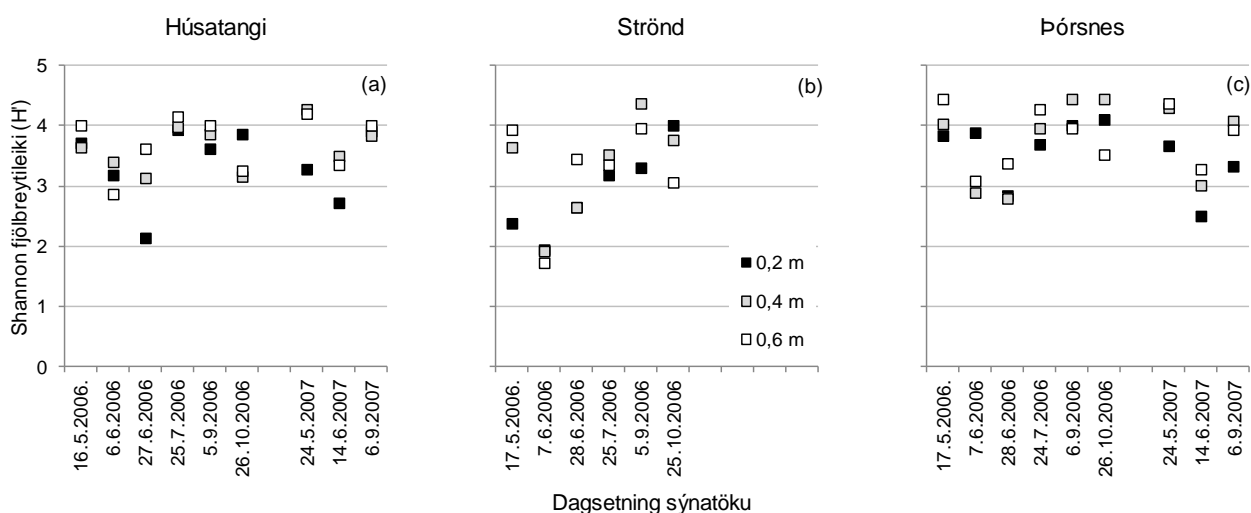 Húsatangi
Strönd
Þórsnes
Shannon fjölbreytileiki (H')
5
4
3
2
1
0
(a)
(b)
(c)
0,2 m
0,4 m
0,6 m
16.5.2006.
6.6.2006
27.6.2006
25.7.2006
5.9.2006
26.10.2006
24.5.2007
14.6.2007
6.9.2007
17.5.2006.
7.6.2006
28.6.2006
25.7.2006
5.9.2006
25.10.2006
17.5.2006.
7.6.2006
28.6.2006
24.7.2006
6.9.2006
26.10.2006
24.5.2007
14.6.2007
6.9.2007
Dagsetning sýnatöku